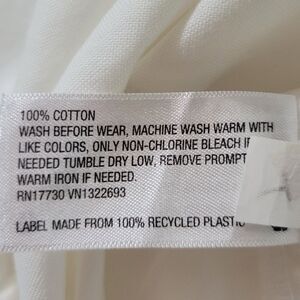 100% COTTON
WASH BEFORE WEAR, MACHINE WASH WARM WITH
LIKE COLORS, ONLY NON-CHLORINE BLEACH IF
NEEDED TUMBLE DRY LOW, REMOVE PROMPT
WARM IRON IF NEEDED.
RN17730 VN1322693
LABEL MADE FROM 100% RECYCLED PLASTIC